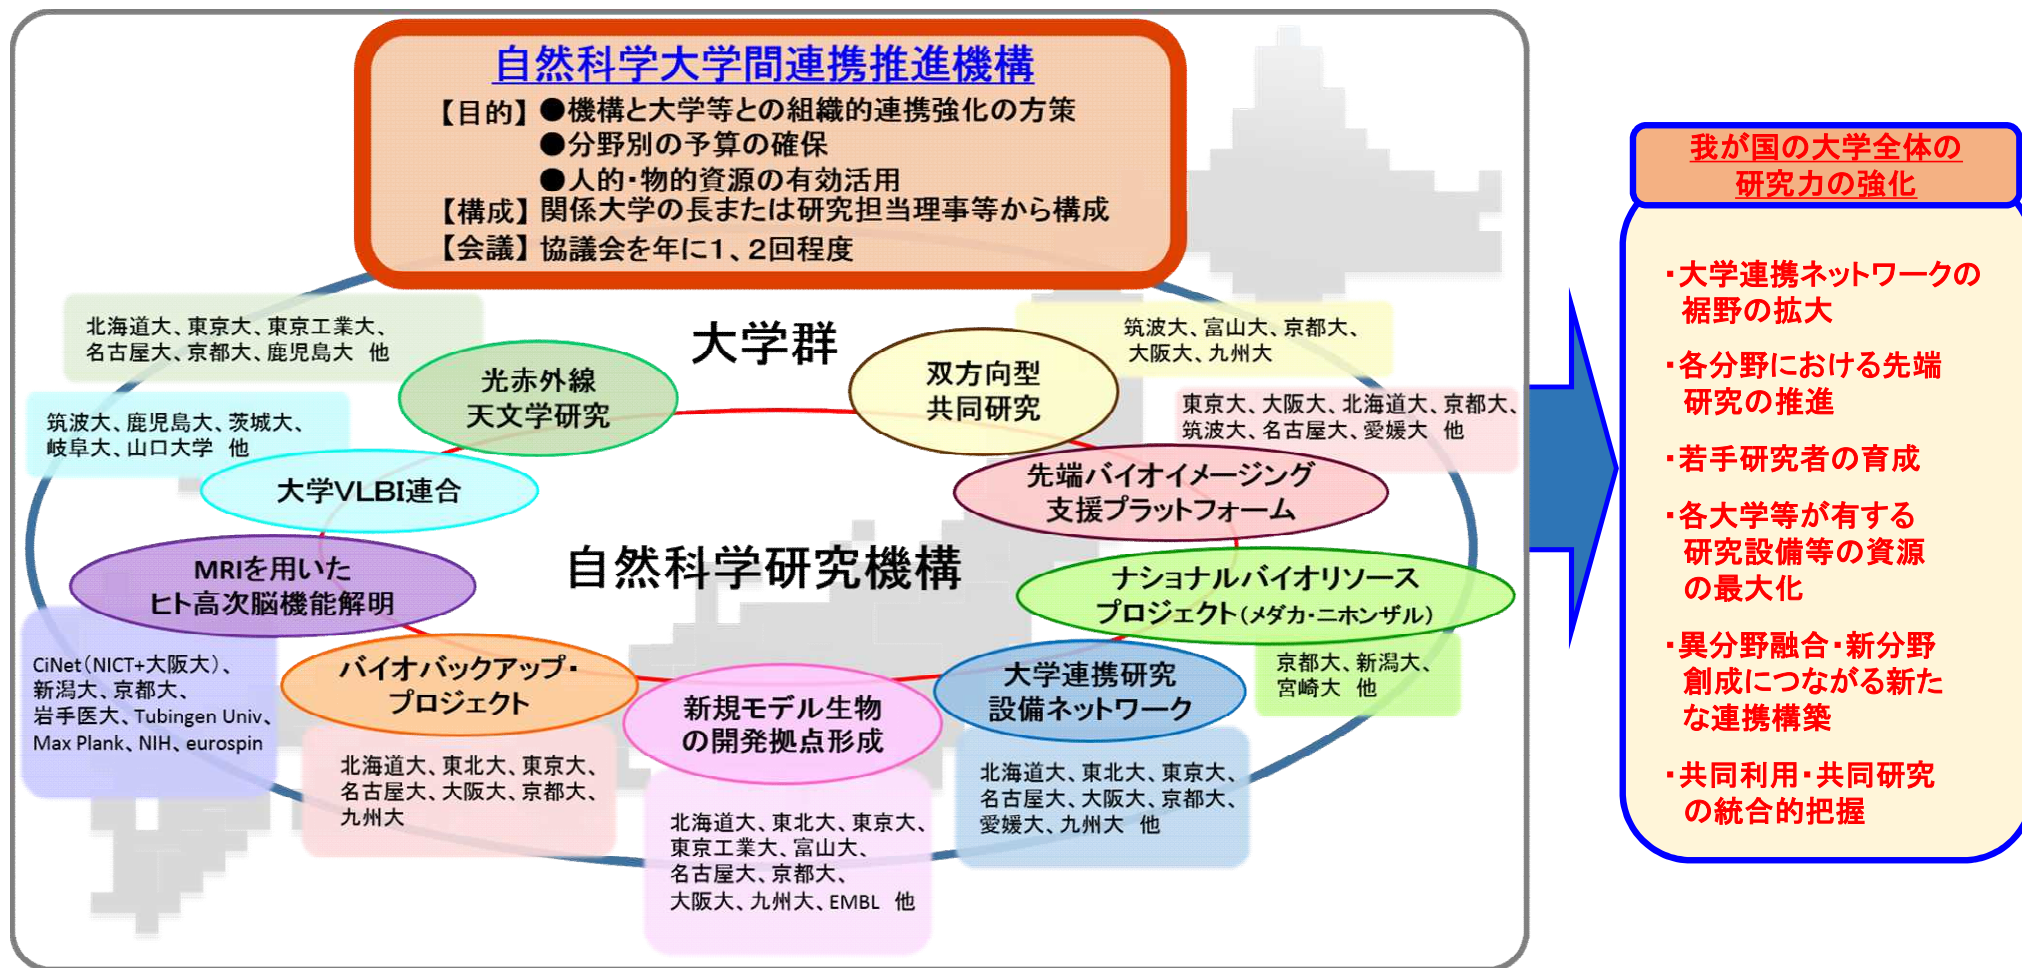 自然科学大学間連携推進機構
【目的】●機構と大学等との組織的連携強化の方策
●分野別の予算の確保
●人的・物的資源の有効活用
【構成】関係大学の長または研究担当理事等から構成
【会議】協議会を年に1、2回程度
大学群
北海道大、東京大、東京工業大、
名古屋大、京都大、鹿児島大 他
光赤外線
天文学研究
双方向型
共同研究
筑波大、富山大、京都大、
大阪大、九州大
筑波大、鹿児島大、茨城大、
岐阜大、山口大学 他
大学VLBI連合
東京大、大阪大、北海道大、京都大、
筑波大、名古屋大、愛媛大 他
先端バイオイメージング
支援プラットフォーム
自然科学研究機構
MRIを用いた
ヒト高次脳機能解明
CiNet(NICT+大阪大)、
新潟大、京都大、
岩手医大、Tubingen Univ、
Max Plank、NIH、eurospin
ナショナルバイオリソース
プロジェクト(メダカ・ニホンザル)
京都大、新潟大、
宮崎大 他
バイオバックアップ・
プロジェクト
北海道大、東北大、東京大、
名古屋大、大阪大、京都大、
九州大
新規モデル生物
の開発拠点形成
北海道大、東北大、東京大、
東京工業大、富山大、
名古屋大、京都大、
大阪大、九州大、EMBL 他
大学連携研究
設備ネットワーク
北海道大、東北大、東京大、
名古屋大、大阪大、京都大、
愛媛大、九州大 他
我が国の大学全体の
研究力の強化
・大学連携ネットワークの
裾野の拡大
・各分野における先端
研究の推進
・若手研究者の育成
・各大学等が有する
研究設備等の資源
の最大化
・異分野融合・新分野
創成につながる新た
な連携構築
・共同利用・共同研究
の統合的把握